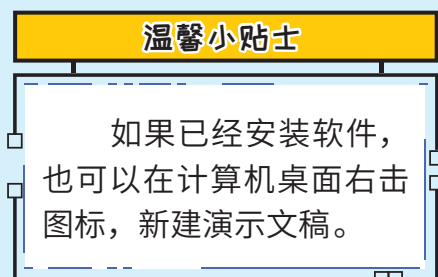 温馨小贴士
如果已经安装软件，
也可以在计算机桌面右击
图标，新建演示文稿。